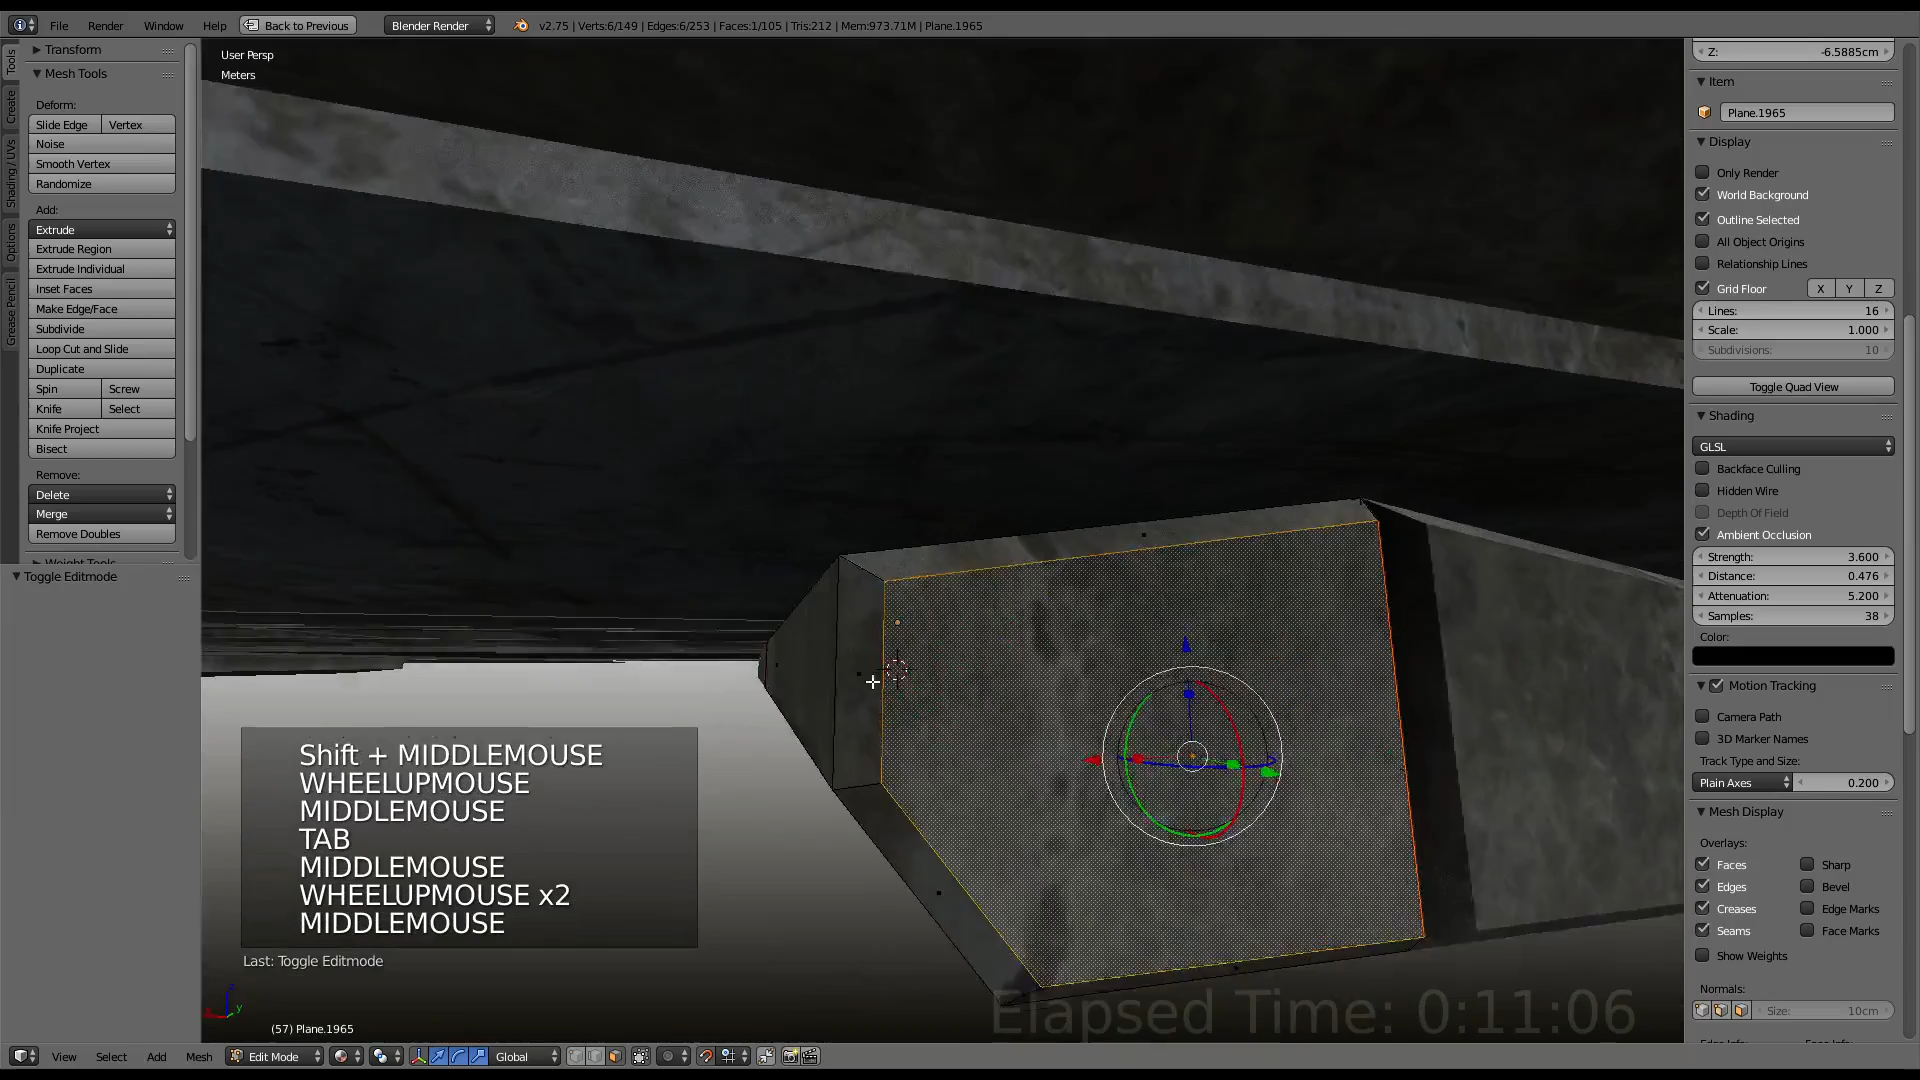 File Render Window Help Back to Previous Blender Render v2.75 | Verts:6/149 | Edges:6/253 | Faces:1/105 | Tris:212 | Mem:973.71M | Plane.1965
Tools
Create
Shading / UVs
Options
Grease Pencil
Transform
Mesh Tools
Deform:
Slide Edge Vertex
Noise
Smooth Vertex
Randomize
Add:
Extrude
Extrude Region
Extrude Individual
Inset Faces
Make Edge/Face
Subdivide
Loop Cut and Slide
Duplicate
Spin Screw
Knife Select
Knife Project
Bisect
Remove:
Delete
Merge
Remove Doubles
Weight Tools
Toggle Editmode
User Persp
Meters
Shift + MIDDLEMOUSE
WHEELUPMOUSE
MIDDLEMOUSE
TAB
MIDDLEMOUSE
WHEELUPMOUSE x2
MIDDLEMOUSE
Last: Toggle Editmode
Elapsed Time: 0:11:06
z
y
(57) Plane.1965
View Select Add Mesh Edit Mode Global
Z: -6.5885cm
Item
Plane.1965
Display
Only Render
World Background
Outline Selected
All Object Origins
Relationship Lines
Grid Floor X Y Z
Lines: 16
Scale: 1.000
Subdivisions: 10
Toggle Quad View
Shading
GLSL
Backface Culling
Hidden Wire
Depth Of Field
Ambient Occlusion
Strength: 3.600
Distance: 0.476
Attenuation: 5.200
Samples: 38
Color:
Motion Tracking
Camera Path
3D Marker Names
Track Type and Size:
Plain Axes 0.200
Mesh Display
Overlays:
Faces Sharp
Edges Bevel
Creases Edge Marks
Seams Face Marks
Show Weights
Normals:
Size: 10cm